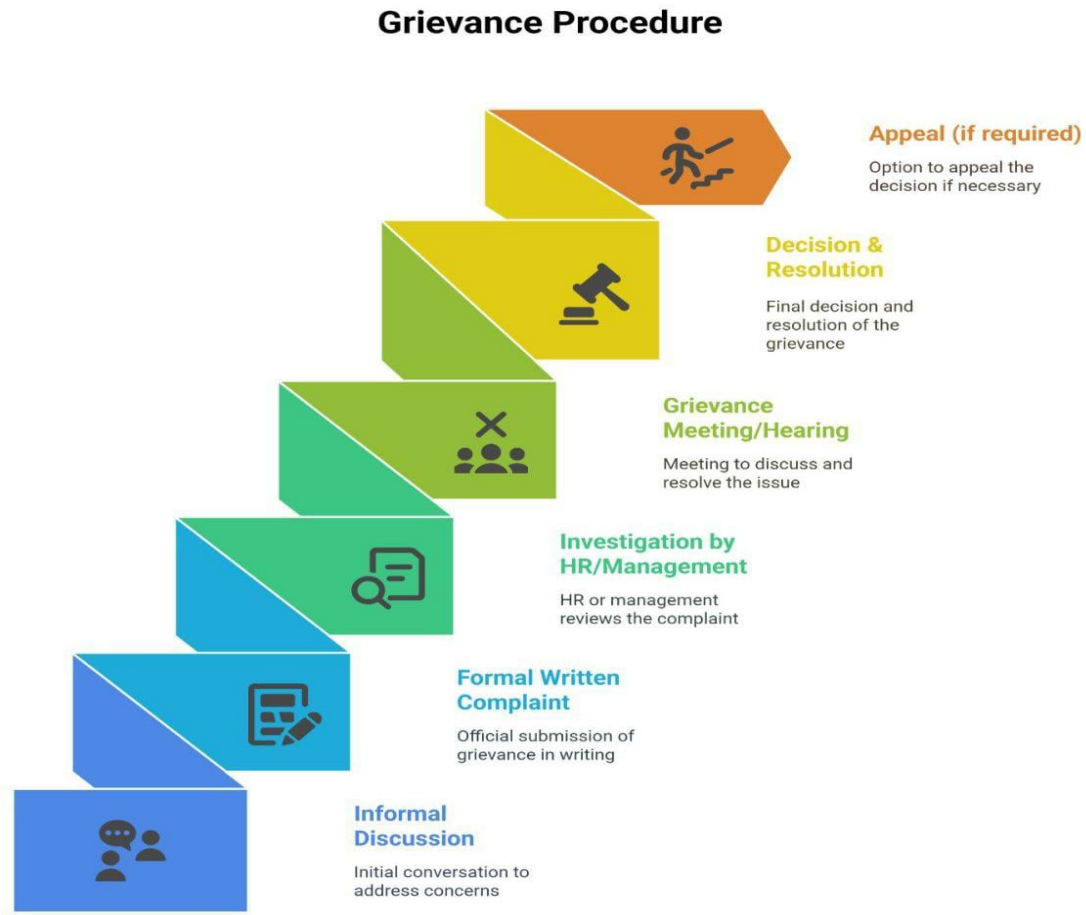 Grievance Procedure
Appeal (if required)
Option to appeal the
decision if necessary
Decision &
Resolution
Final decision and
resolution of the
grievance
Grievance
Meeting/Hearing
Meeting to discuss and
resolve the issue
Investigation by
HR/Management
HR or management
reviews the complaint
Formal Written
Complaint
Official submission of
grievance in writing
Informal
Discussion
Initial conversation to
address concerns